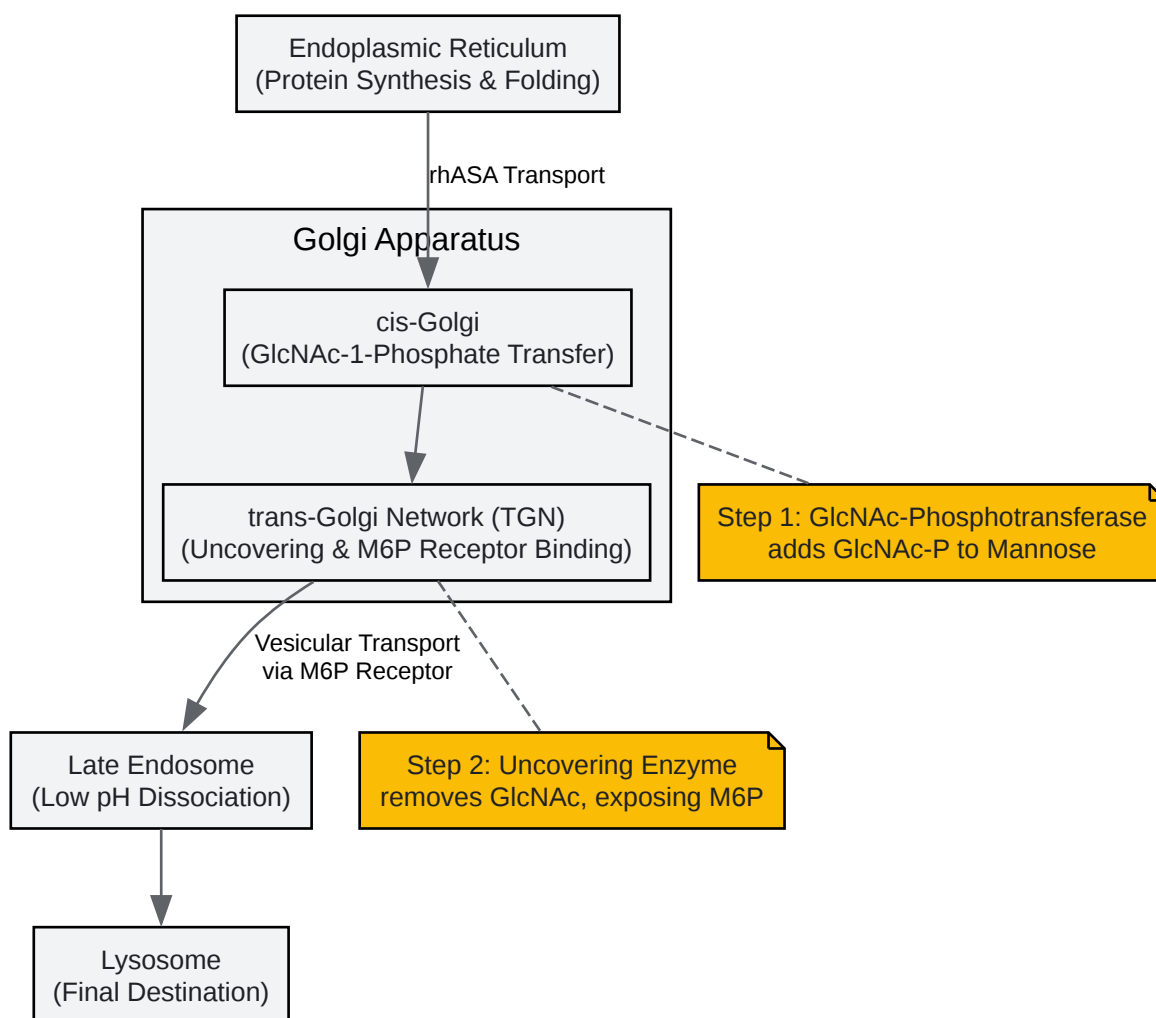 Endoplasmic Reticulum
(Protein Synthesis & Folding)
rhASA Transport
Golgi Apparatus
cis-Golgi
(GlcNAc-1-Phosphate Transfer)
trans-Golgi Network (TGN)
(Uncovering & M6P Receptor Binding)
Step 1: GlcNAc-Phosphotransferase
adds GlcNAc-P to Mannose
Vesicular Transport
via M6P Receptor
Late Endosome
(Low pH Dissociation)
Step 2: Uncovering Enzyme
removes GlcNAc, exposing M6P
Lysosome
(Final Destination)